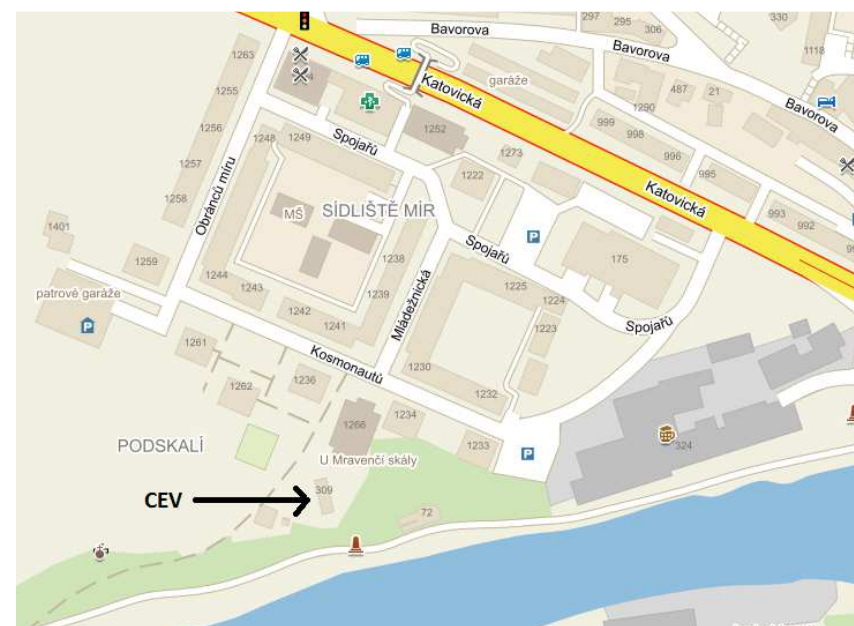 297
295
306
330
Bavorova
Bavorova
1118
1263
garáže
Katovická
487
21
1255
1290
Bavorova
1256
1248
1249
Spojařů
1252
999
998
1273
996
1257
1222
995
1258
Obránců míru
MŠ
SÍDLIŠTĚ MÍR
Katovická
993
992
1401
1259
1238
Spojařů
175
1244
1243
1239
Mládežnická
1225
1224
patrové garáže
1242
1241
1223
Spojařů
P
P
1261
Kosmonautů
1230
1262
1236
1232
1266
1234
PODSKALÍ
1233
P
324
U Mravenčí skály
CEV
309
72